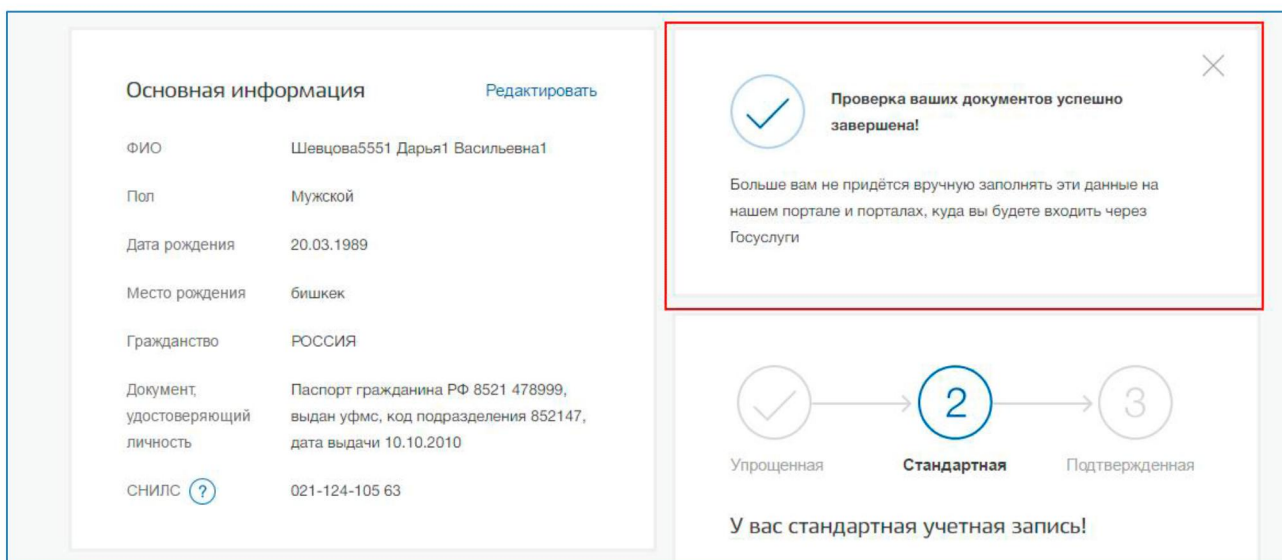 Основная информация
Редактировать
ФИО
Шевцова5551 Дарья1 Васильевна1
Пол
Мужской
Дата рождения
20.03.1989
Место рождения
бишкек
Гражданство
РОССИЯ
Документ,
удостоверяющий
личность
Паспорт гражданина РФ 8521 478999,
выдан уфмс, код подразделения 852147,
дата выдачи 10.10.2010
СНИЛС ?
021-124-105 63
Проверка ваших документов успешно
завершена!
Больше вам не придётся вручную заполнять эти данные на
нашем портале и порталах, куда вы будете входить через
Госуслуги
2
3
Упрощенная
Стандартная
Подтвержденная
У вас стандартная учетная запись!